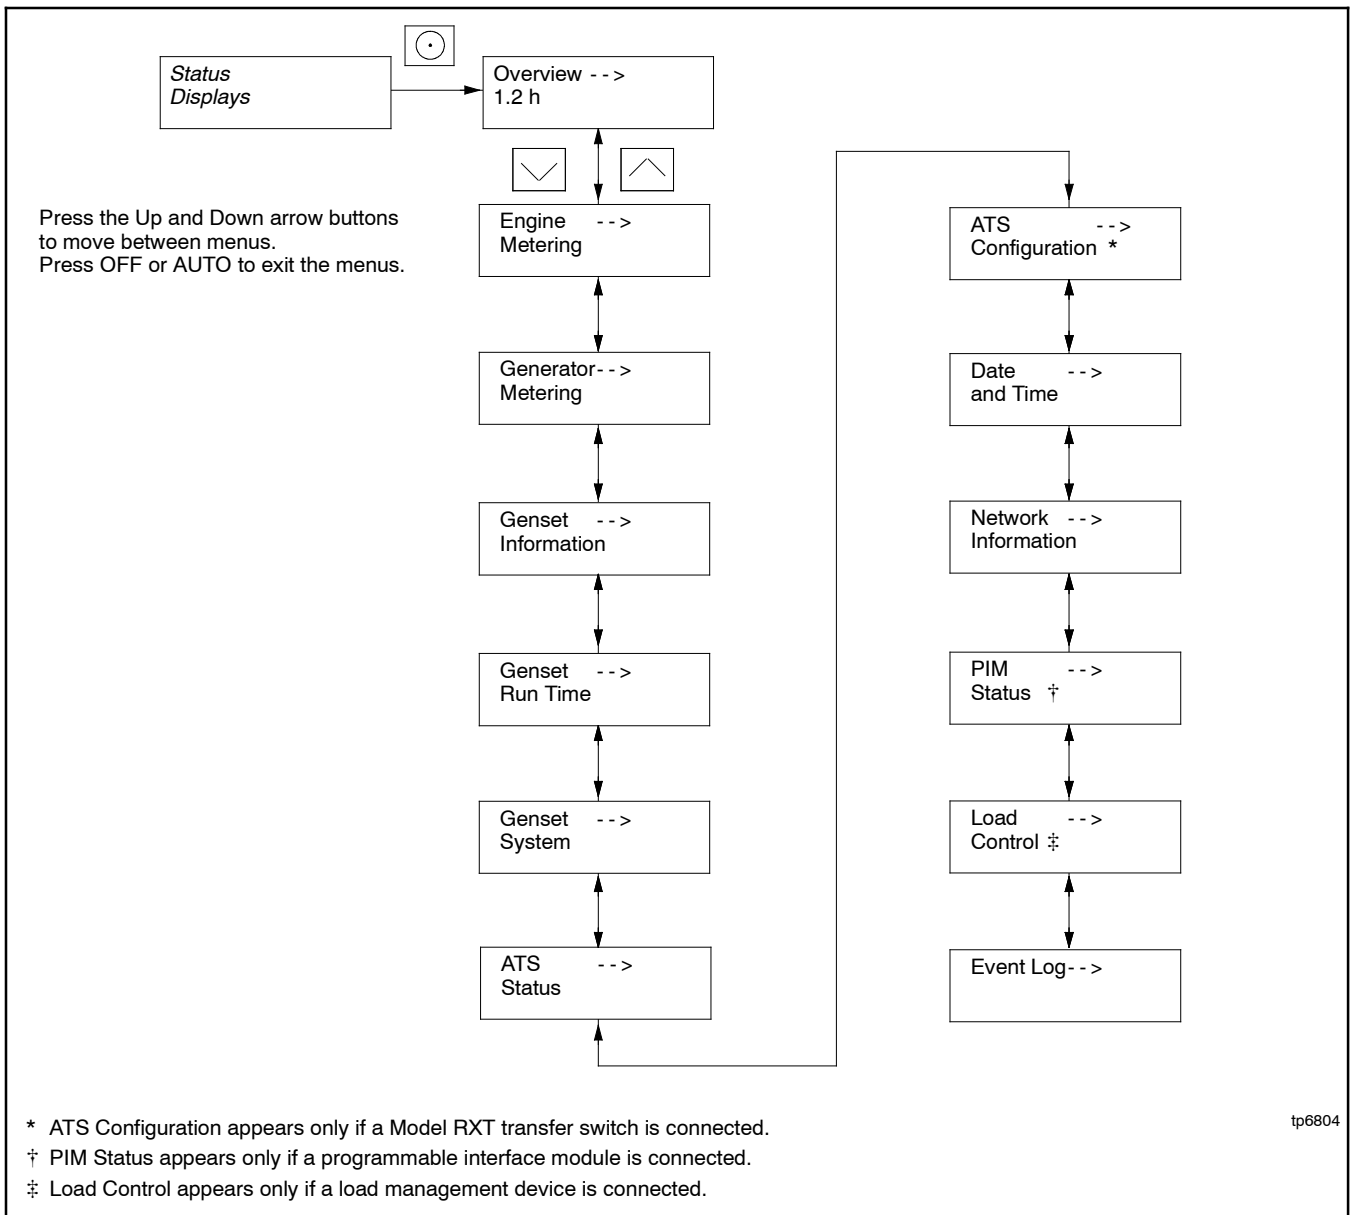 Status
Displays
Overview -->
1.2 h
Press the Up and Down arrow buttons
to move between menus.
Press OFF or AUTO to exit the menus.
Engine -->
Metering
Generator-->
Metering
Genset -->
Information
Genset -->
Run Time
Genset -->
System
ATS -->
Status
ATS -->
Configuration *
Date -->
and Time
Network -->
Information
PIM -->
Status †
Load -->
Control ‡
Event Log-->
* ATS Configuration appears only if a Model RXT transfer switch is connected.
† PIM Status appears only if a programmable interface module is connected.
‡ Load Control appears only if a load management device is connected.
tp6804